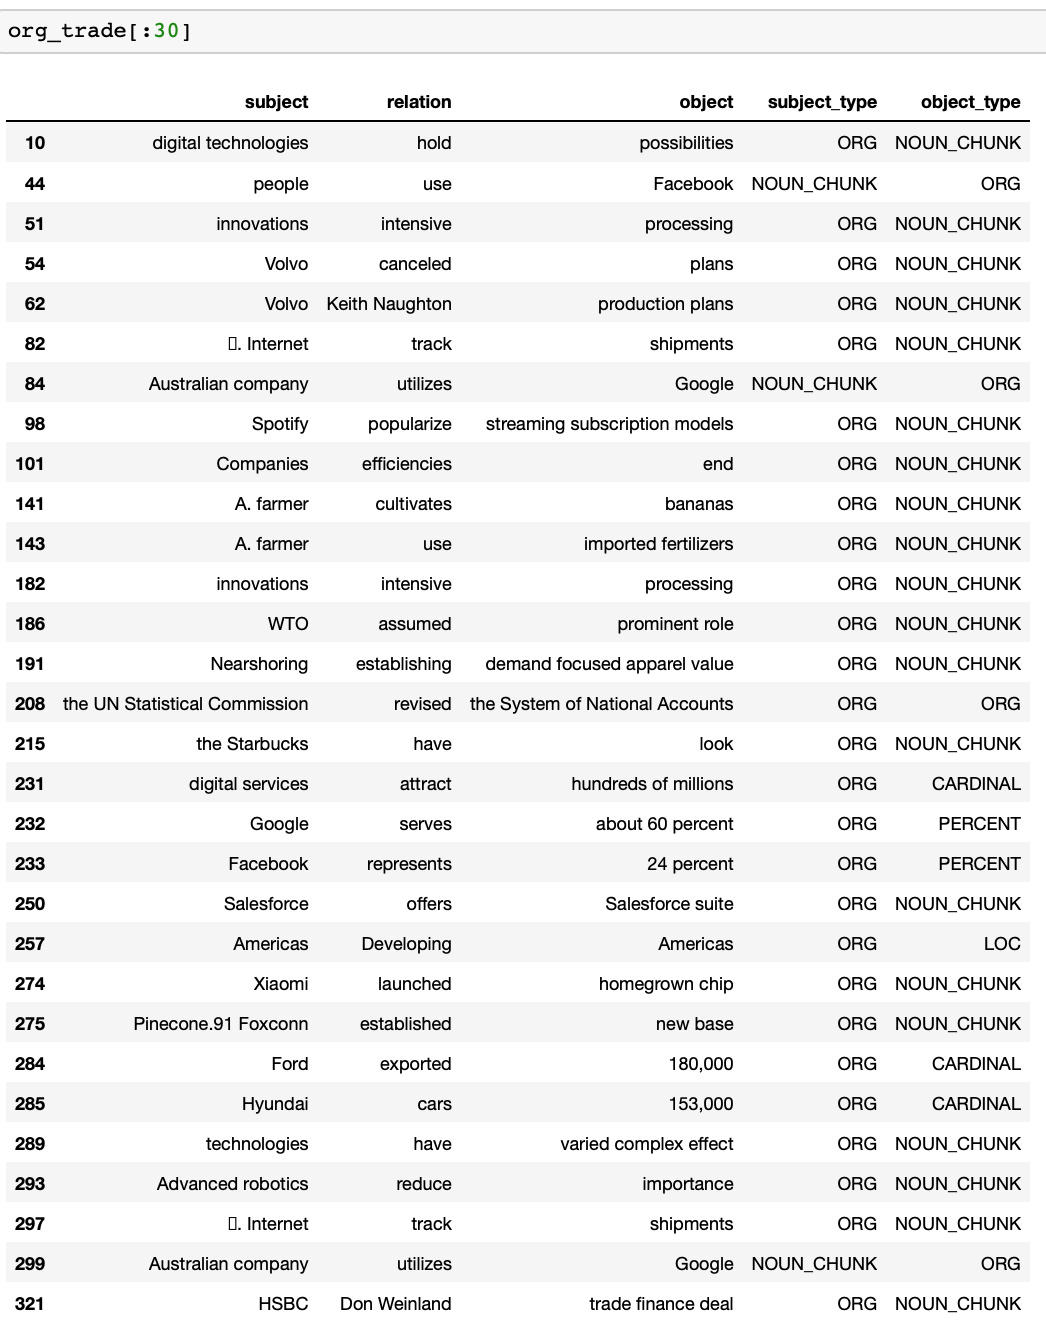 org_trade[:30]
subject relation object subject_type object_type
10 digital technologies hold possibilities ORG NOUN_CHUNK
44 people use Facebook NOUN_CHUNK ORG
51 innovations intensive processing ORG NOUN_CHUNK
54 Volvo canceled plans ORG NOUN_CHUNK
62 Volvo Keith Naughton production plans ORG NOUN_CHUNK
82 . Internet track shipments ORG NOUN_CHUNK
84 Australian company utilizes Google NOUN_CHUNK ORG
98 Spotify popularize streaming subscription models ORG NOUN_CHUNK
101 Companies efficiencies end ORG NOUN_CHUNK
141 A. farmer cultivates bananas ORG NOUN_CHUNK
143 A. farmer use imported fertilizers ORG NOUN_CHUNK
182 innovations intensive processing ORG NOUN_CHUNK
186 WTO assumed prominent role ORG NOUN_CHUNK
191 Nearshoring establishing demand focused apparel value ORG NOUN_CHUNK
208 the UN Statistical Commission revised the System of National Accounts ORG ORG
215 the Starbucks have look ORG NOUN_CHUNK
231 digital services attract hundreds of millions ORG CARDINAL
232 Google serves about 60 percent ORG PERCENT
233 Facebook represents 24 percent ORG PERCENT
250 Salesforce offers Salesforce suite ORG NOUN_CHUNK
257 Americas Developing Americas ORG LOC
274 Xiaomi launched homegrown chip ORG NOUN_CHUNK
275 Pinecone.91 Foxconn established new base ORG NOUN_CHUNK
284 Ford exported 180,000 ORG CARDINAL
285 Hyundai cars 153,000 ORG CARDINAL
289 technologies have varied complex effect ORG NOUN_CHUNK
293 Advanced robotics reduce importance ORG NOUN_CHUNK
297 . Internet track shipments ORG NOUN_CHUNK
299 Australian company utilizes Google NOUN_CHUNK ORG
321 HSBC Don Weinland trade finance deal ORG NOUN_CHUNK